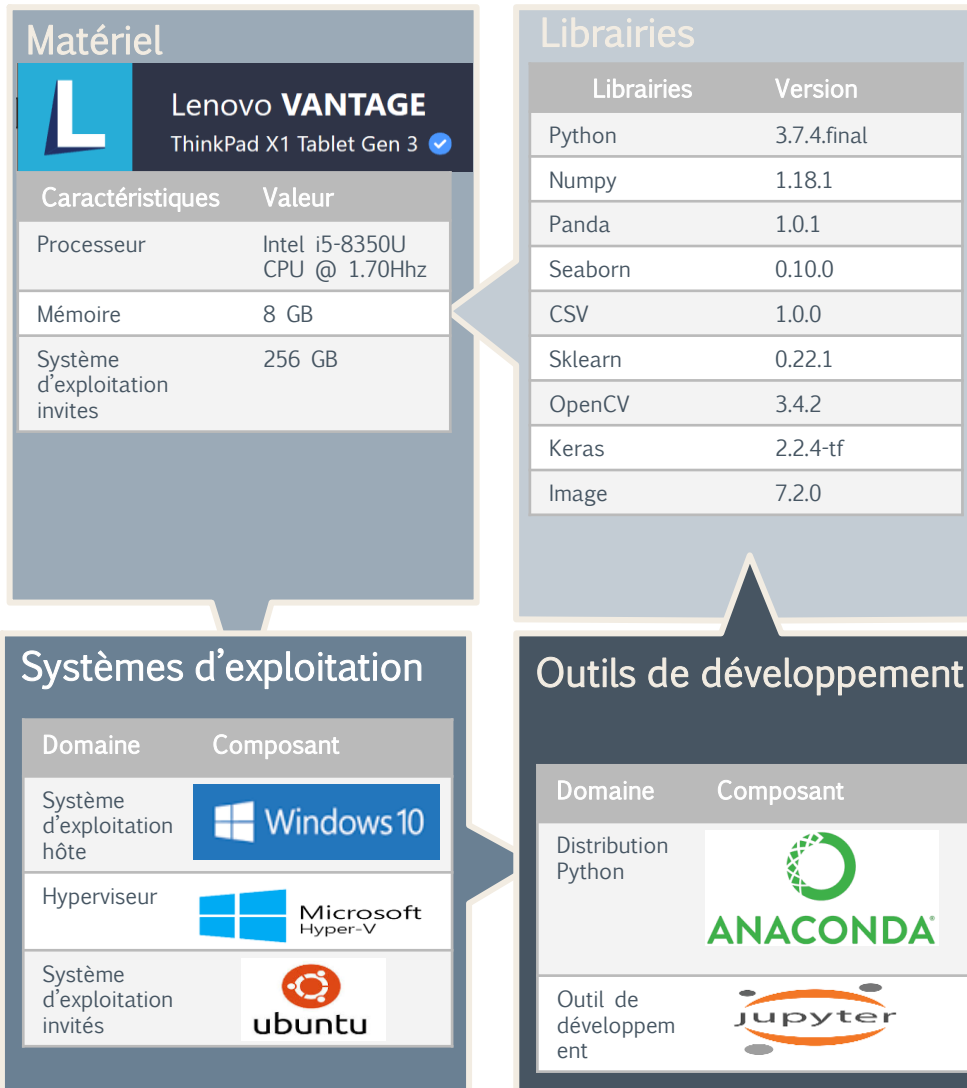 Matériel
L
Lenovo VANTAGE
ThinkPad X1 Tablet Gen 3
Caractéristiques Valeur
Processeur Intel i5-8350U
CPU @ 1.70Hhz
Mémoire 8 GB
Système 256 GB
d'exploitation
invites
Librairies
Librairies Version
Python 3.7.4.final
Numpy 1.18.1
Panda 1.0.1
Seaborn 0.10.0
CSV 1.0.0
Sklearn 0.22.1
OpenCV 3.4.2
Keras 2.2.4-tf
Image 7.2.0
Systèmes d'exploitation
Domaine Composant
Système
d'exploitation
hôte
Windows 10
Hyperviseur
Microsoft
Hyper-V
Système
d'exploitation
invités
ubuntu
Outils de développement
Domaine Composant
Distribution
Python
ANACONDA
Outil de
développem
ent
jupyter